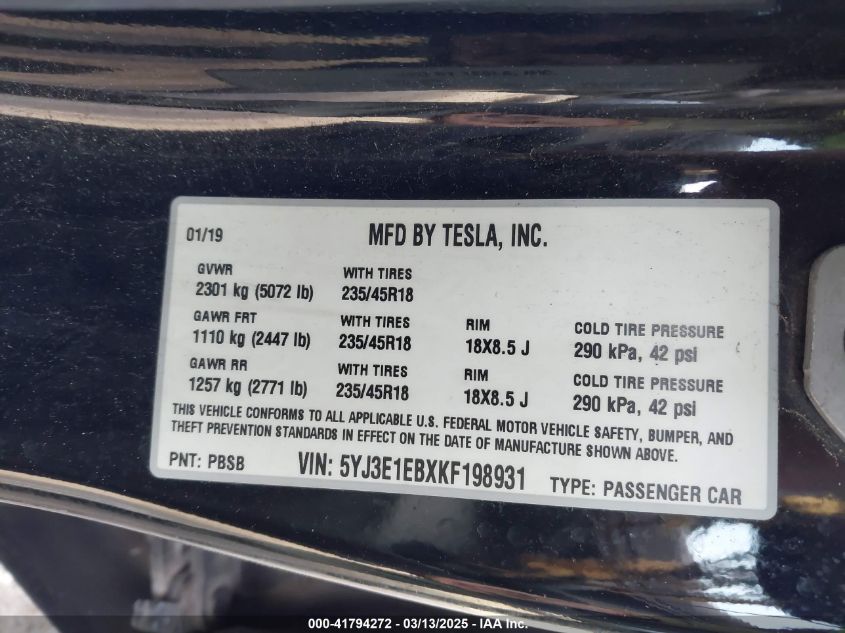 01/19 MFD BY TESLA, INC.
GVWR WITH TIRES
2301 kg (5072 lb) 235/45R18
GAWR FRT WITH TIRES RIM COLD TIRE PRESSURE
1110 kg (2447 lb) 235/45R18 18X8.5 J 290 kPa, 42 psi
GAWR RR WITH TIRES RIM COLD TIRE PRESSURE
1257 kg (2771 lb) 235/45R18 18X8.5 J 290 kPa, 42 psi
THIS VEHICLE CONFORMS TO ALL APPLICABLE U.S. FEDERAL MOTOR VEHICLE SAFETY, BUMPER, AND
THEFT PREVENTION STANDARDS IN EFFECT ON THE DATE OF MANUFACTURE SHOWN ABOVE.
PNT: PBSB VIN: 5YJ3E1EBXKF198931 TYPE: PASSENGER CAR
000-41794272 - 03/13/2025 - IAA Inc.